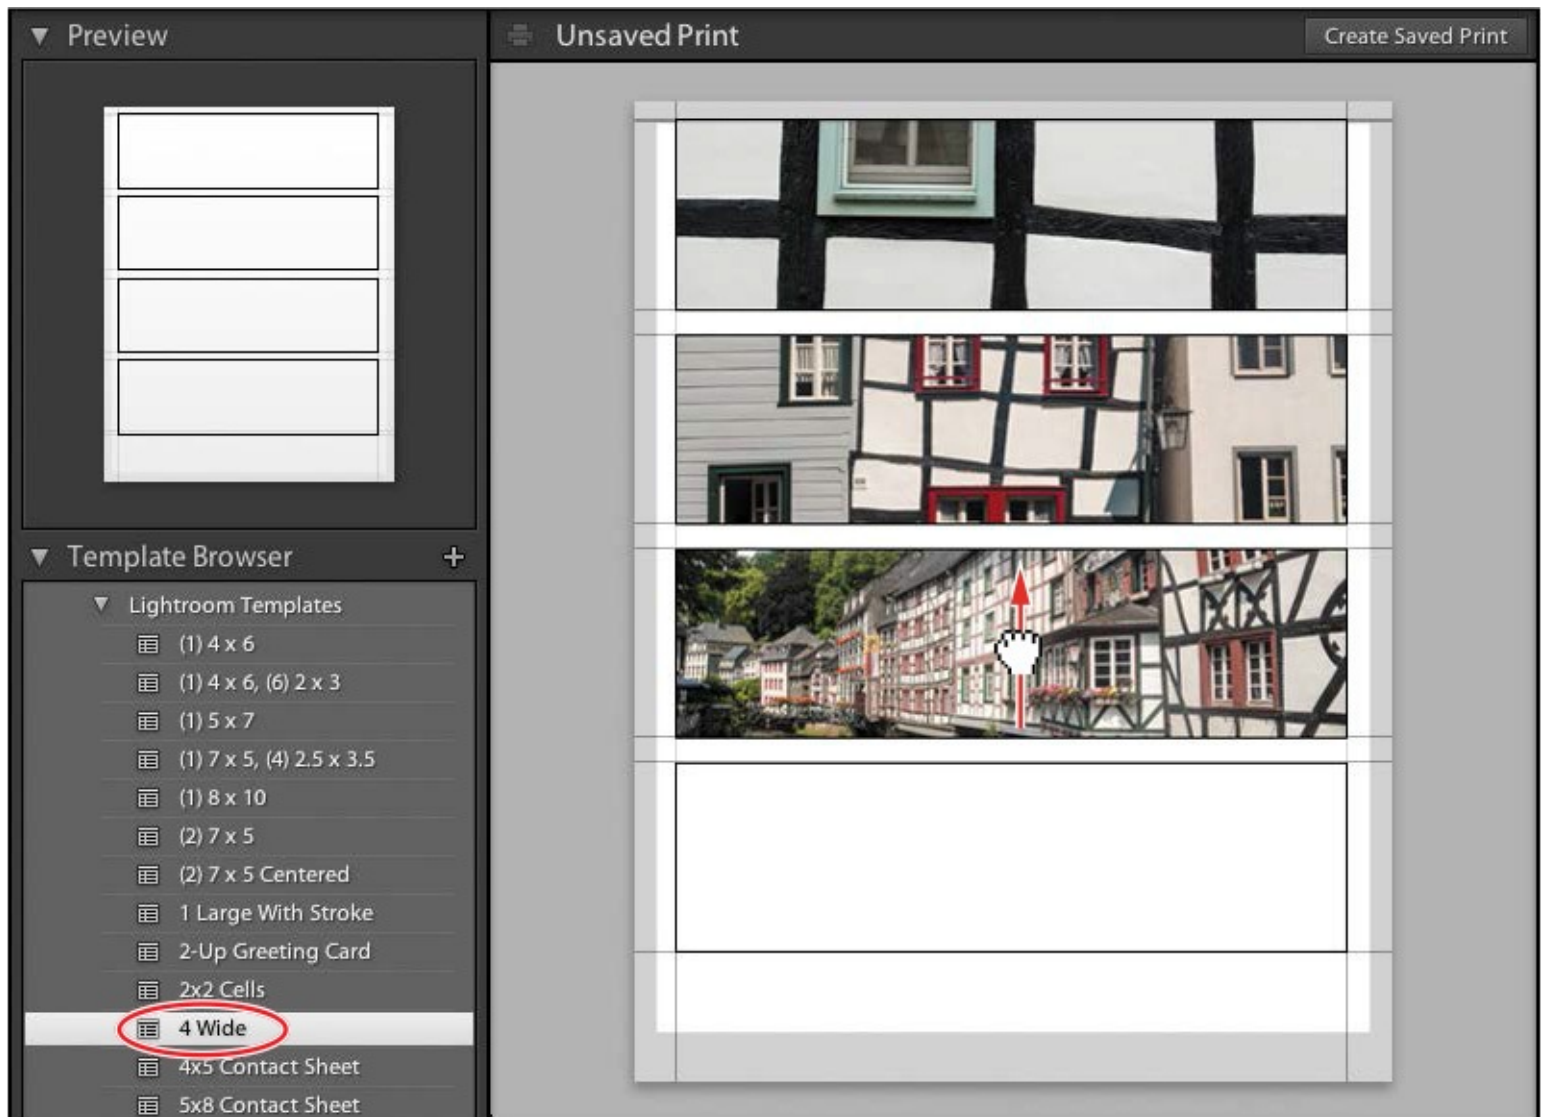 Preview
Unsaved Print
Create Saved Print
Template Browser
Lightroom Templates
(1) 4 x 6
(1) 4 x 6, (6) 2 x 3
(1) 5 x 7
(1) 7 x 5, (4) 2.5 x 3.5
(1) 8 x 10
(2) 7 x 5
(2) 7 x 5 Centered
1 Large With Stroke
2-Up Greeting Card
2x2 Cells
4 Wide
4x5 Contact Sheet
5x8 Contact Sheet